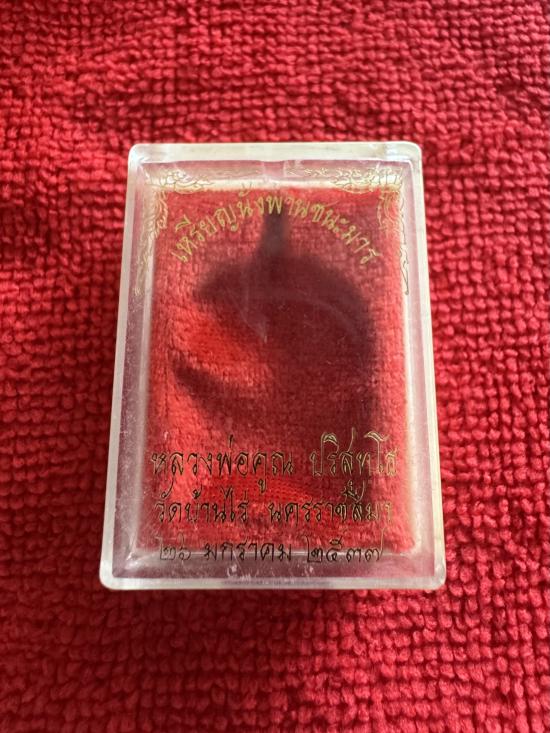 เหรียญนั่งพานชนะมาร
หลวงพ่อคูณ ปริสุทโธ
วัดบ้านไร่ นครราชสีมา
๒๖ มกราคม ๒๕๓๗